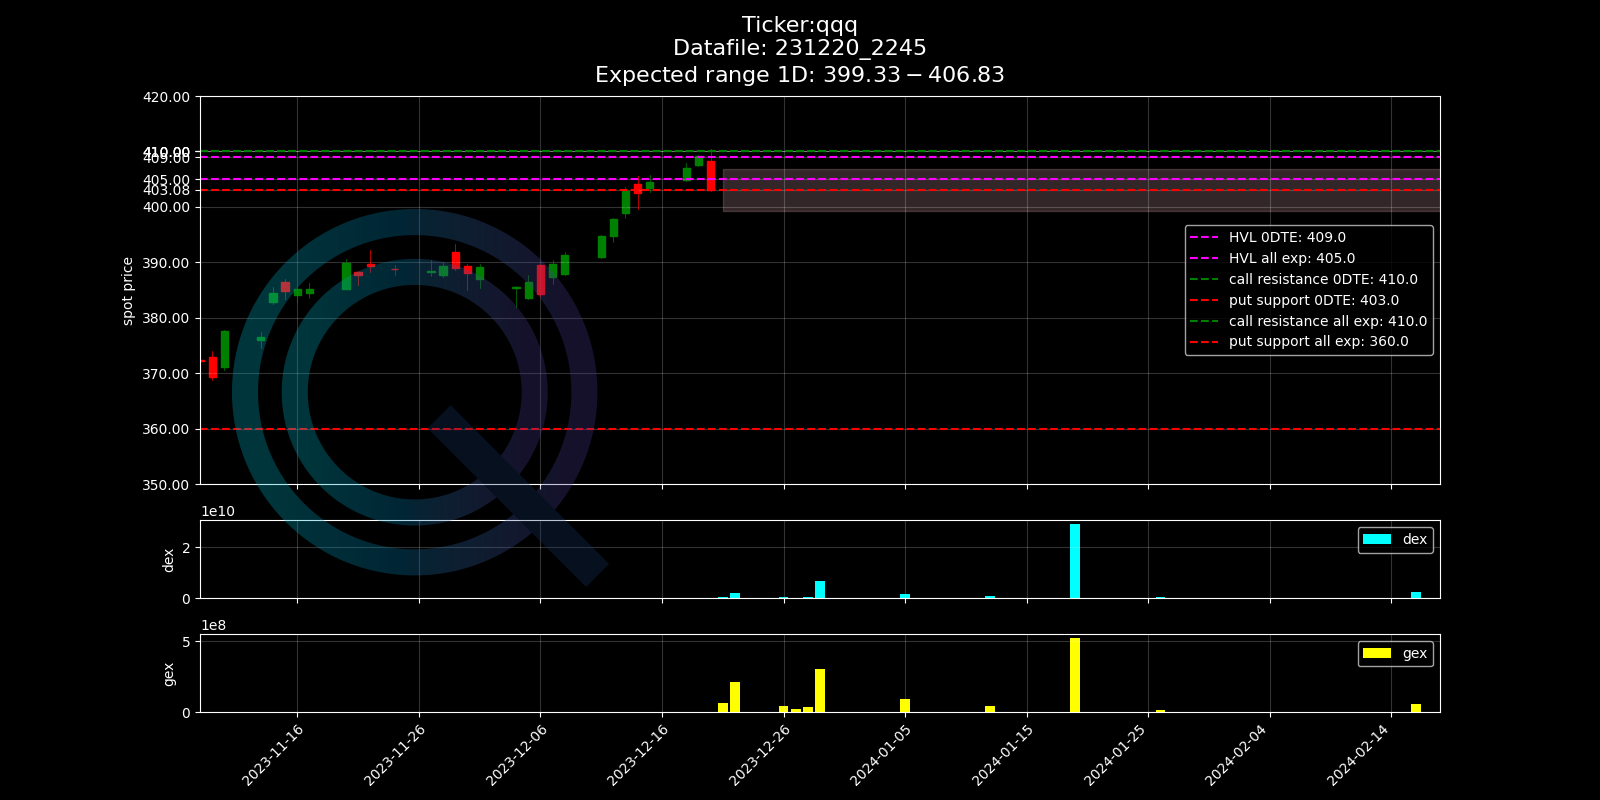 Ticker:qqq
Datafile: 231220_2245
Expected range 1D: 399.33 − 406.83
420.00
410.00
409.00
405.00
403.08
400.00
390.00
380.00
370.00
360.00
350.00
spot price
HVL 0DTE: 409.0
HVL all exp: 405.0
call resistance 0DTE: 410.0
put support 0DTE: 403.0
call resistance all exp: 410.0
put support all exp: 360.0
1e10
2
0
dex
dex
1e8
5
0
gex
gex
2023-11-16
2023-11-26
2023-12-06
2023-12-16
2023-12-26
2024-01-05
2024-01-15
2024-01-25
2024-02-04
2024-02-14